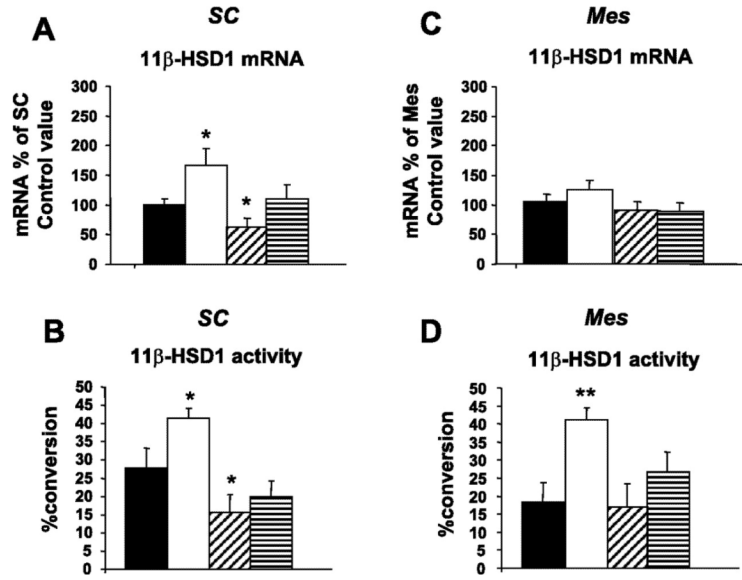 A
SC
11β-HSD1 mRNA
mRNA % of SC
Control value
300
250
200
150
100
50
0
*
*
C
Mes
11β-HSD1 mRNA
mRNA % of Mes
Control value
300
250
200
150
100
50
0
B
SC
11β-HSD1 activity
%conversion
50
45
40
35
30
25
20
15
10
5
0
*
*
D
Mes
11β-HSD1 activity
%conversion
50
45
40
35
30
25
20
15
10
5
0
**